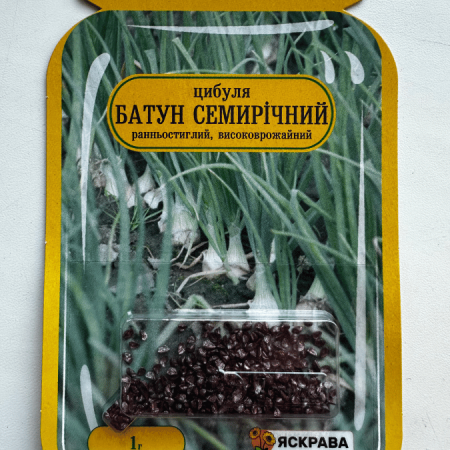 цибуля
БАТУН СЕМИРІЧНИЙ
ранньостиглий, високоврожайний
1г
ЯСКРАВА